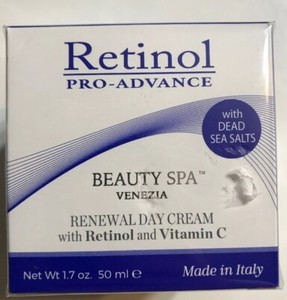 Retinol
PRO-ADVANCE
with
DEAD
SEA SALTS
BEAUTY SPA™
VENEZIA
RENEWAL DAY CREAM
with Retinol and Vitamin C
Net Wt 1.7 oz. 50 ml ℮
Made in Italy